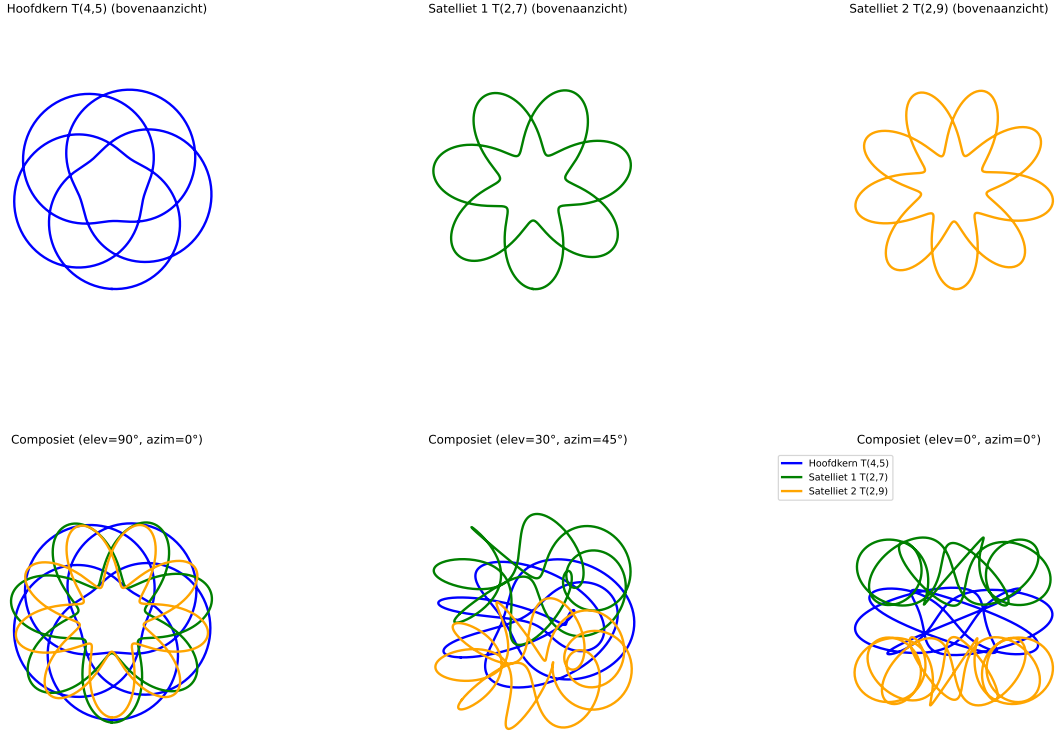 Hoofdkern T(4,5) (bovenaanzicht)
Satelliet 1 T(2,7) (bovenaanzicht)
Satelliet 2 T(2,9) (bovenaanzicht)
Composiet (elev=90°, azim=0°)
Composiet (elev=30°, azim=45°)
Composiet (elev=0°, azim=0°)
Hoofdkern T(4,5)
Satelliet 1 T(2,7)
Satelliet 2 T(2,9)